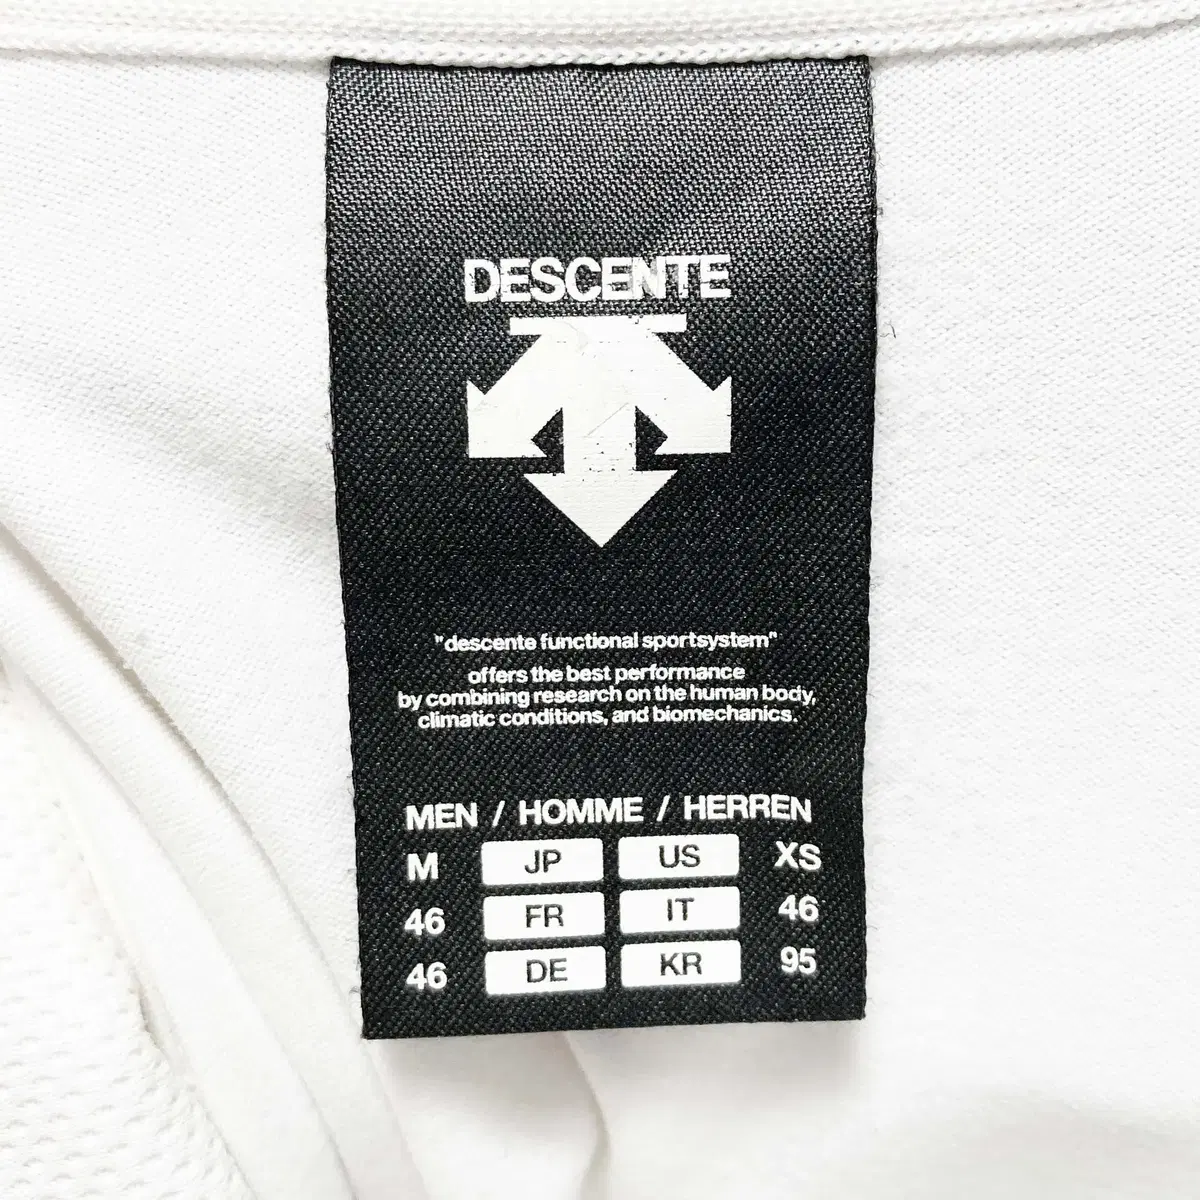 DESCENTE
"descente functional sportsystem"
offers the best performance
by combining research on the human body,
climatic conditions, and biomechanics.
MEN / HOMME / HERREN
M JP US XS
46 FR IT 46
46 DE KR 95